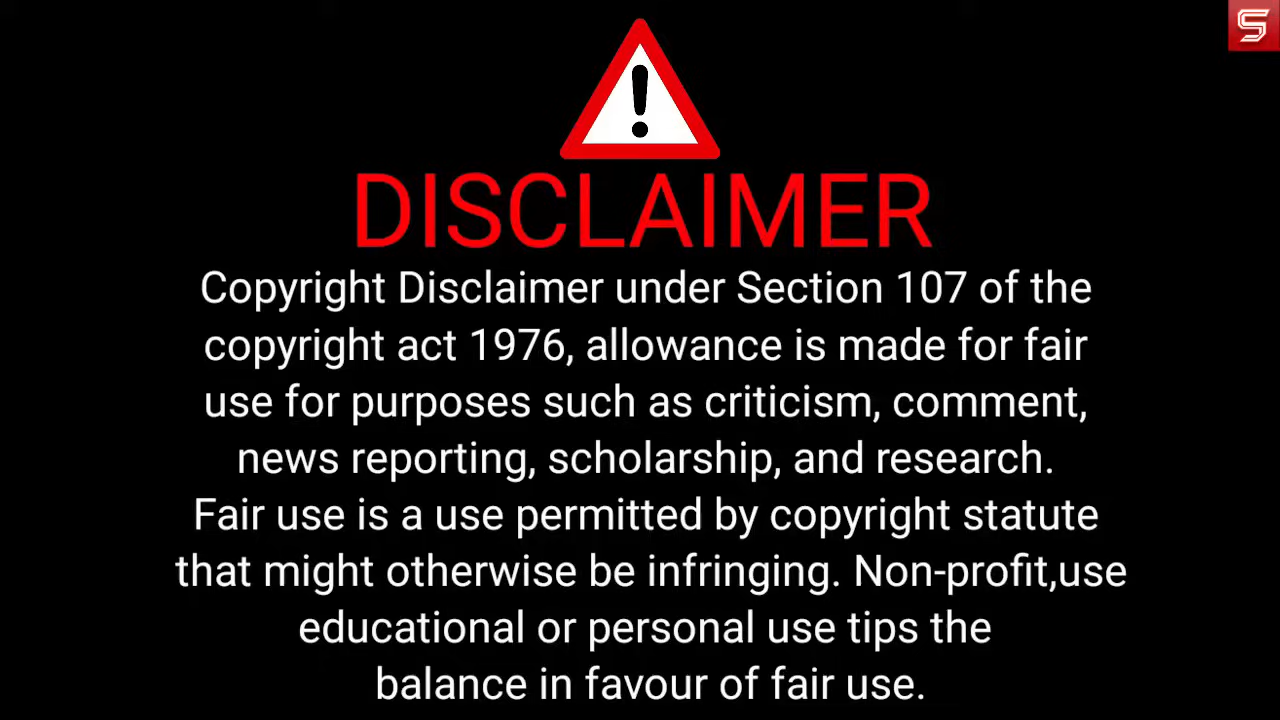 DISCLAIMER
Copyright Disclaimer under Section 107 of the
copyright act 1976, allowance is made for fair
use for purposes such as criticism, comment,
news reporting, scholarship, and research.
Fair use is a use permitted by copyright statute
that might otherwise be infringing. Non-profit,use
educational or personal use tips the
balance in favour of fair use.